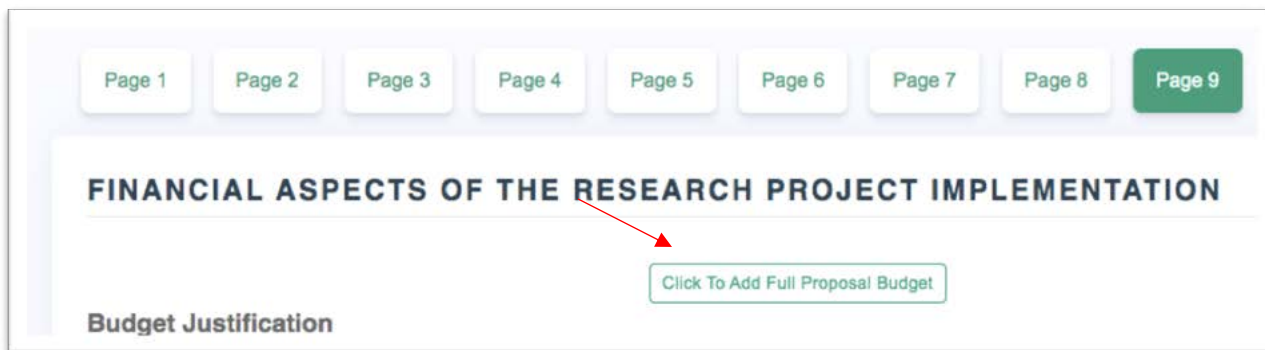 Page 1 Page 2 Page 3 Page 4 Page 5 Page 6 Page 7 Page 8 Page 9
FINANCIAL ASPECTS OF THE RESEARCH PROJECT IMPLEMENTATION
Click To Add Full Proposal Budget
Budget Justification